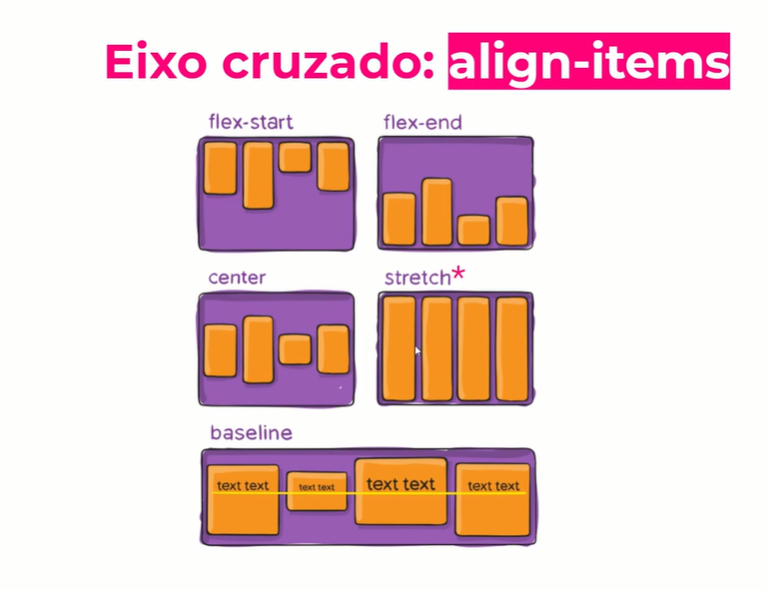 Eixo cruzado: align-items
flex-start
flex-end
center
stretch*
baseline
text text
text text
text text
text text